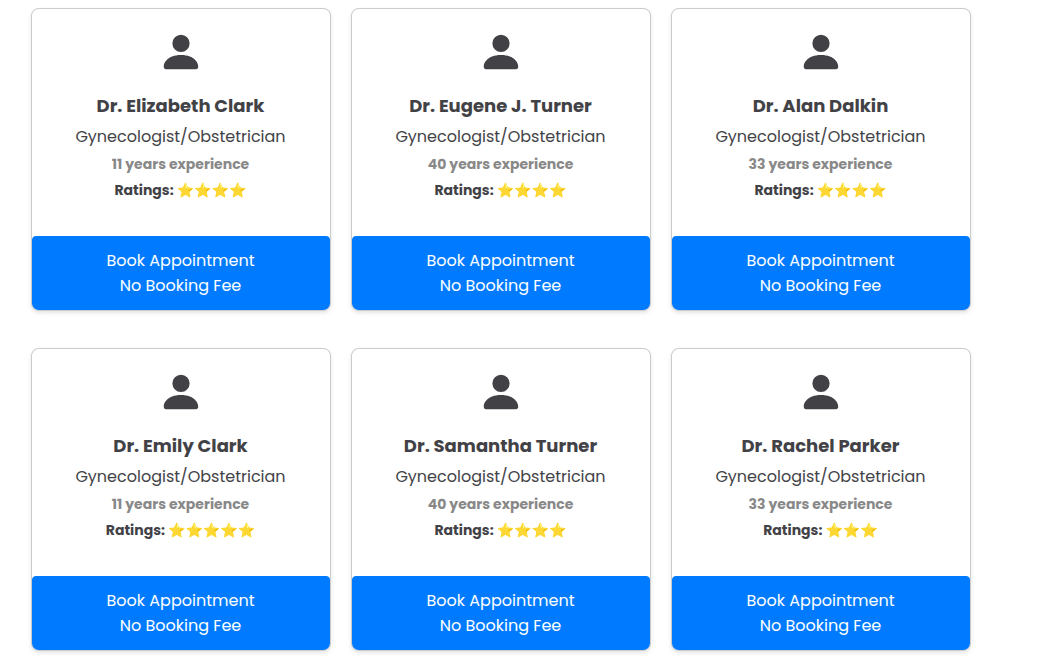 Dr. Elizabeth Clark
Gynecologist/Obstetrician
11 years experience
Ratings: ⭐⭐⭐⭐
Book Appointment
No Booking Fee
Dr. Eugene J. Turner
Gynecologist/Obstetrician
40 years experience
Ratings: ⭐⭐⭐⭐
Book Appointment
No Booking Fee
Dr. Alan Dalkin
Gynecologist/Obstetrician
33 years experience
Ratings: ⭐⭐⭐⭐
Book Appointment
No Booking Fee
Dr. Emily Clark
Gynecologist/Obstetrician
11 years experience
Ratings: ⭐⭐⭐⭐⭐
Book Appointment
No Booking Fee
Dr. Samantha Turner
Gynecologist/Obstetrician
40 years experience
Ratings: ⭐⭐⭐⭐
Book Appointment
No Booking Fee
Dr. Rachel Parker
Gynecologist/Obstetrician
33 years experience
Ratings: ⭐⭐⭐
Book Appointment
No Booking Fee